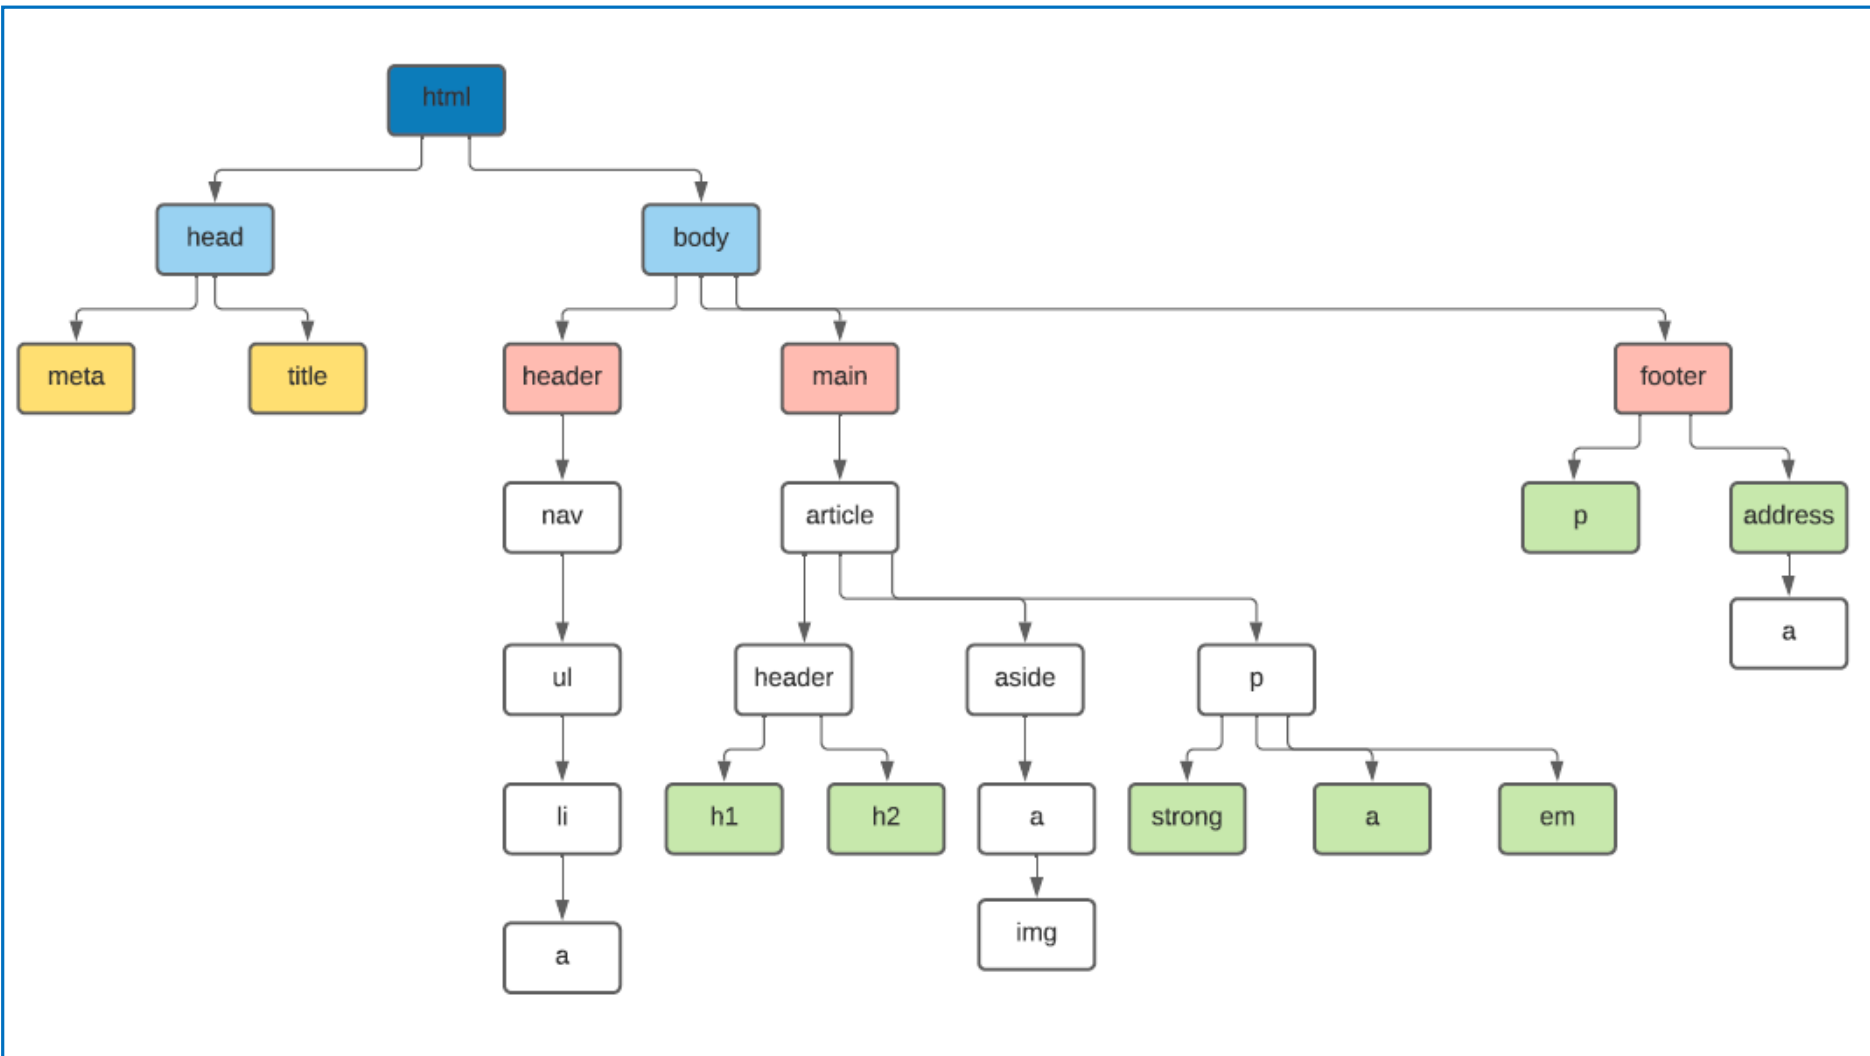 html
head
body
meta
title
header
main
footer
nav
article
p
address
a
ul
header
aside
p
li
h1
h2
a
strong
a
em
img
a